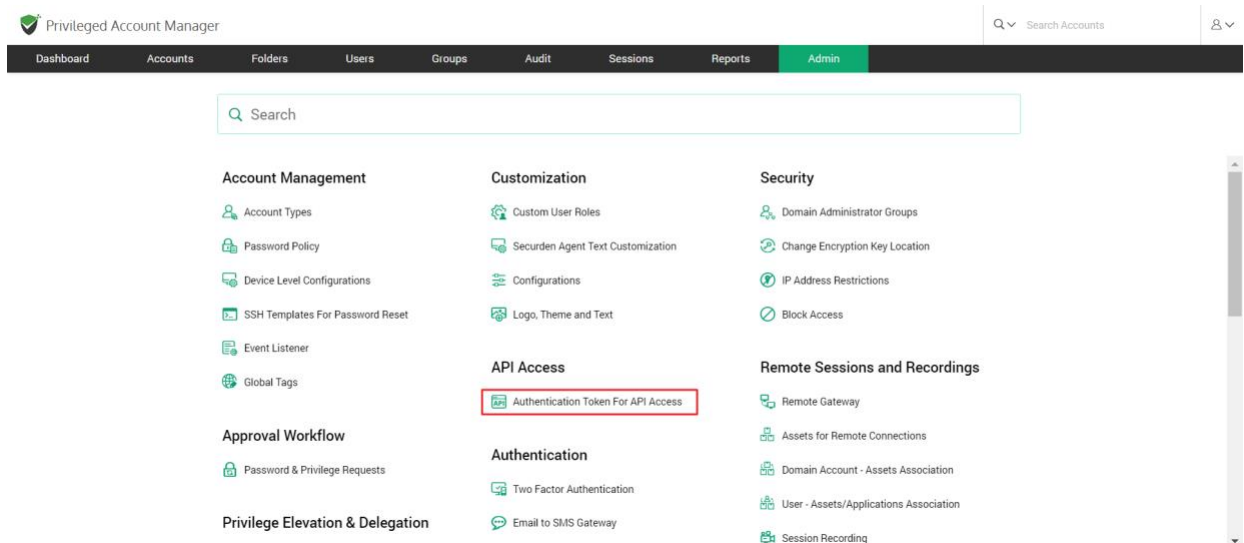 Privileged Account Manager
Search Accounts
Dashboard Accounts Folders Users Groups Audit Sessions Reports Admin
Search
Account Management
Account Types
Password Policy
Device Level Configurations
SSH Templates For Password Reset
Event Listener
Global Tags
Approval Workflow
Password & Privilege Requests
Privilege Elevation & Delegation
Customization
Custom User Roles
Securden Agent Text Customization
Configurations
Logo, Theme and Text
API Access
API Authentication Token For API Access
Authentication
Two Factor Authentication
Email to SMS Gateway
Security
Domain Administrator Groups
Change Encryption Key Location
IP Address Restrictions
Block Access
Remote Sessions and Recordings
Remote Gateway
Assets for Remote Connections
Domain Account - Assets Association
User - Assets/Applications Association
Session Recording